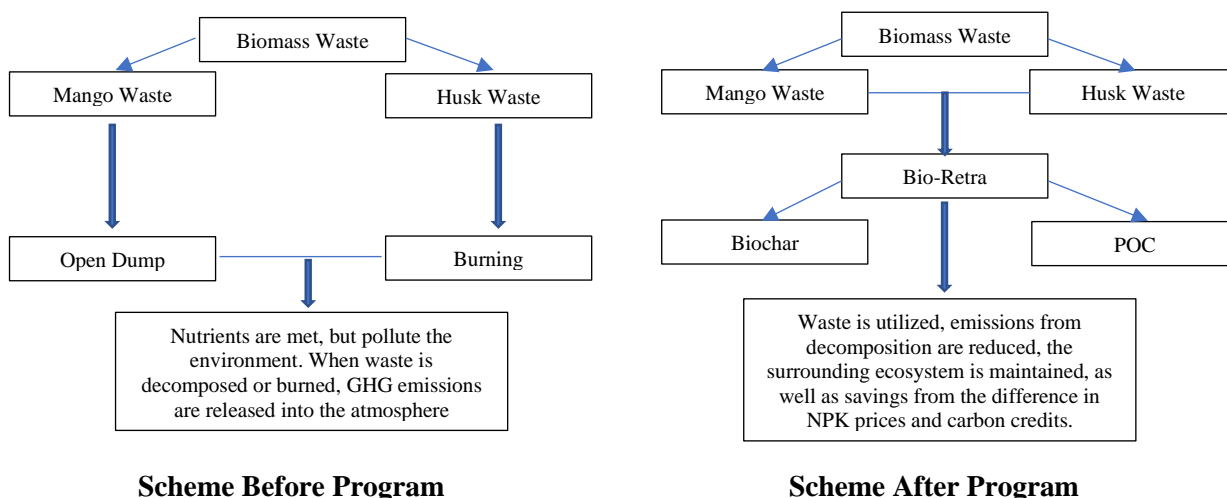 Biomass Waste
Mango Waste
Husk Waste
Open Dump
Burning
Nutrients are met, but pollute the
environment. When waste is
decomposed or burned, GHG emissions
are released into the atmosphere
Scheme Before Program
Biomass Waste
Mango Waste
Husk Waste
Bio-Retra
Biochar
POC
Waste is utilized, emissions from
decomposition are reduced, the
surrounding ecosystem is maintained, as
well as savings from the difference in
NPK prices and carbon credits.
Scheme After Program